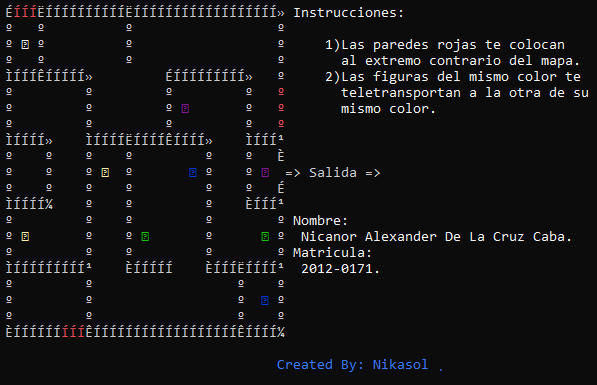 Instrucciones:
1)Las paredes rojas te colocan
al extremo contrario del mapa.
2)Las figuras del mismo color te
teletransportan a la otra de su
mismo color.
=> Salida =>
Nombre:
Nicanor Alexander De La Cruz Caba.
Matricula:
2012-0171.
Created By: Nikasol .